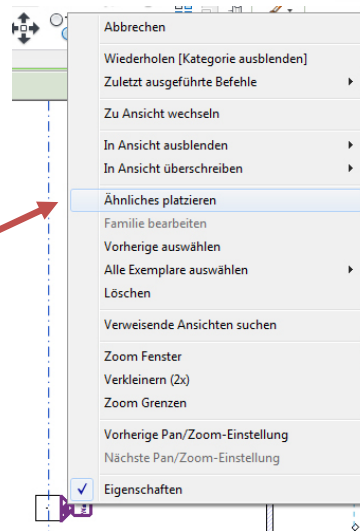 Abbrechen
Wiederholen [Kategorie ausblenden]
Zuletzt ausgeführte Befehle
Zu Ansicht wechseln
In Ansicht ausblenden
In Ansicht überschreiben
Ähnliches platzieren
Familie bearbeiten
Vorherige auswählen
Alle Exemplare auswählen
Löschen
Verweisende Ansichten suchen
Zoom Fenster
Verkleinern (2x)
Zoom Grenzen
Vorherige Pan/Zoom-Einstellung
Nächste Pan/Zoom-Einstellung
Eigenschaften